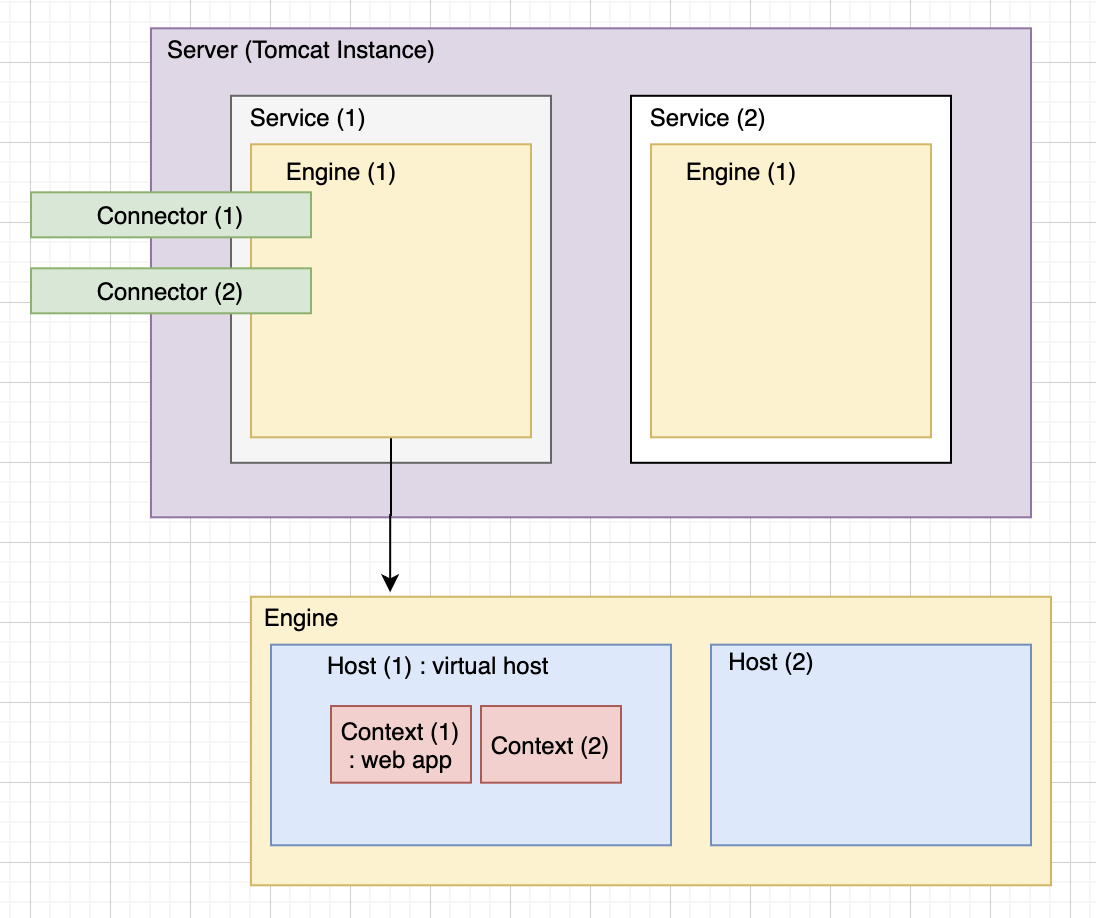 Server (Tomcat Instance)
Service (1)
Service (2)
Engine (1)
Engine (1)
Connector (1)
Connector (2)
Engine
Host (1) : virtual host
Host (2)
Context (1)
: web app
Context (2)